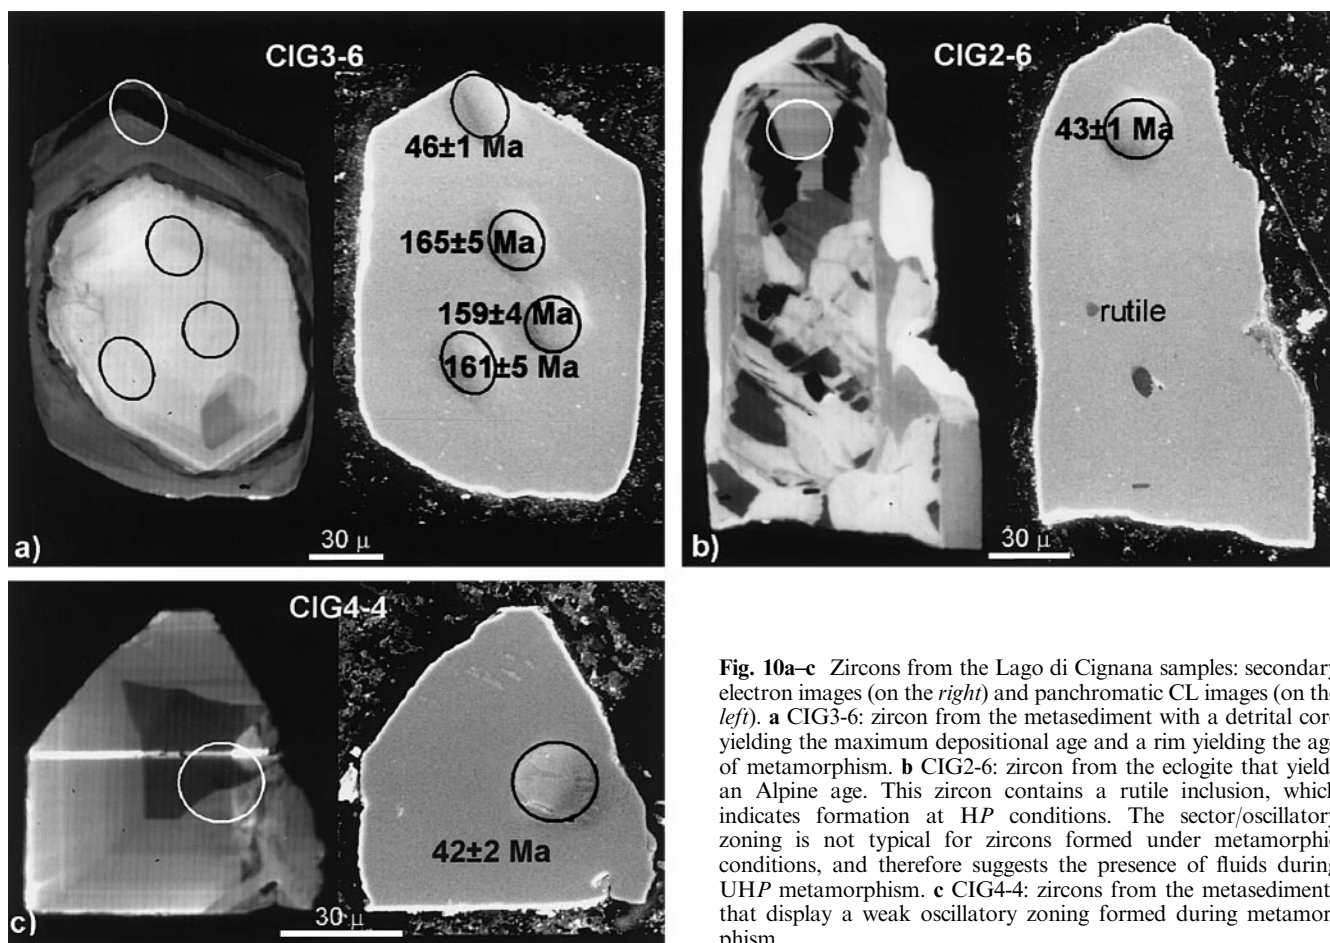 CIG3-6
46±1 Ma
165±5 Ma
159±4 Ma
161±5 Ma
a)
30 μ
CIG2-6
43±1 Ma
rutile
b)
30 μ
CIG4-4
42±2 Ma
c)
30 μ
Fig. 10a–c Zircons from the Lago di Cignana samples: secondary
electron images (on the right) and panchromatic CL images (on the
left). a CIG3-6: zircon from the metasediment with a detrital cor
yielding the maximum depositional age and a rim yielding the ag
of metamorphism. b CIG2-6: zircon from the eclogite that yield
an Alpine age. This zircon contains a rutile inclusion, which
indicates formation at HP conditions. The sector/oscillatory
zoning is not typical for zircons formed under metamorphi
conditions, and therefore suggests the presence of fluids during
UHP metamorphism. c CIG4-4: zircons from the metasediment
that display a weak oscillatory zoning formed during metamor
phism